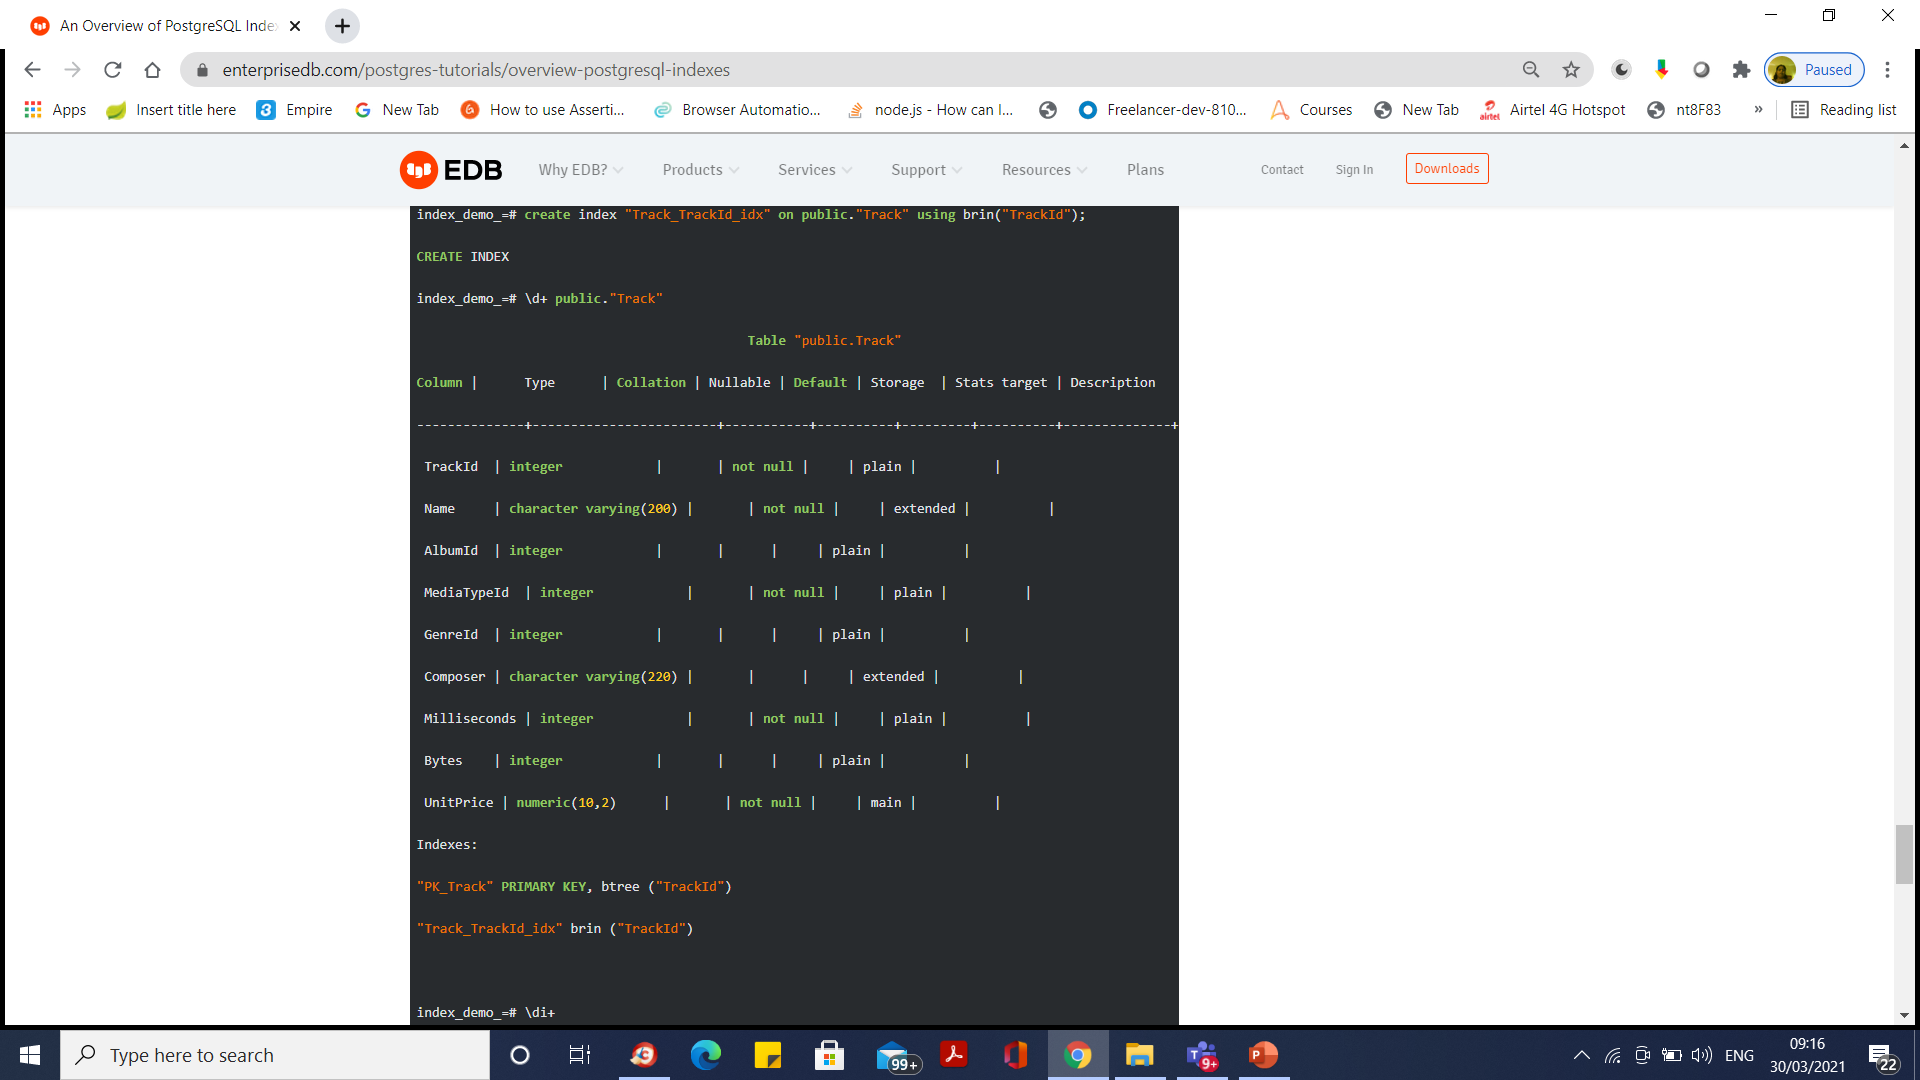 An Overview of PostgreSQL Inde
enterprisedb.com/postgres-tutorials/overview-postgresql-indexes
Paused
Apps
Insert title here
Empire
New Tab
How to use Asserti...
Browser Automatio...
node.js - How can I...
Freelancer-dev-810...
Courses
New Tab
airtel
Airtel 4G Hotspot
nt8F83
»
Reading list
EDB
Why EDB?
Products
Services
Support
Resources
Plans
Contact
Sign In
Downloads
index_demo_=# create index "Track_TrackId_idx" on public."Track" using brin("TrackId");
CREATE INDEX
index_demo_=# \d+ public."Track"
Table "public.Track"
Column | Type | Collation | Nullable | Default | Storage | Stats target | Description
--------------+------------------------+-----------+----------+---------+----------+--------------+
TrackId | integer | | not null | | plain | |
Name | character varying(200) | | not null | | extended | |
AlbumId | integer | | | | plain | |
MediaTypeId | integer | | not null | | plain | |
GenreId | integer | | | | plain | |
Composer | character varying(220) | | | | extended | |
Milliseconds | integer | | not null | | plain | |
Bytes | integer | | | | plain | |
UnitPrice | numeric(10,2) | | not null | | main | |
Indexes:
"PK_Track" PRIMARY KEY, btree ("TrackId")
"Track_TrackId_idx" brin ("TrackId")
index_demo_=# \di+
Type here to search
99+
9+
ENG
09:16
30/03/2021
22